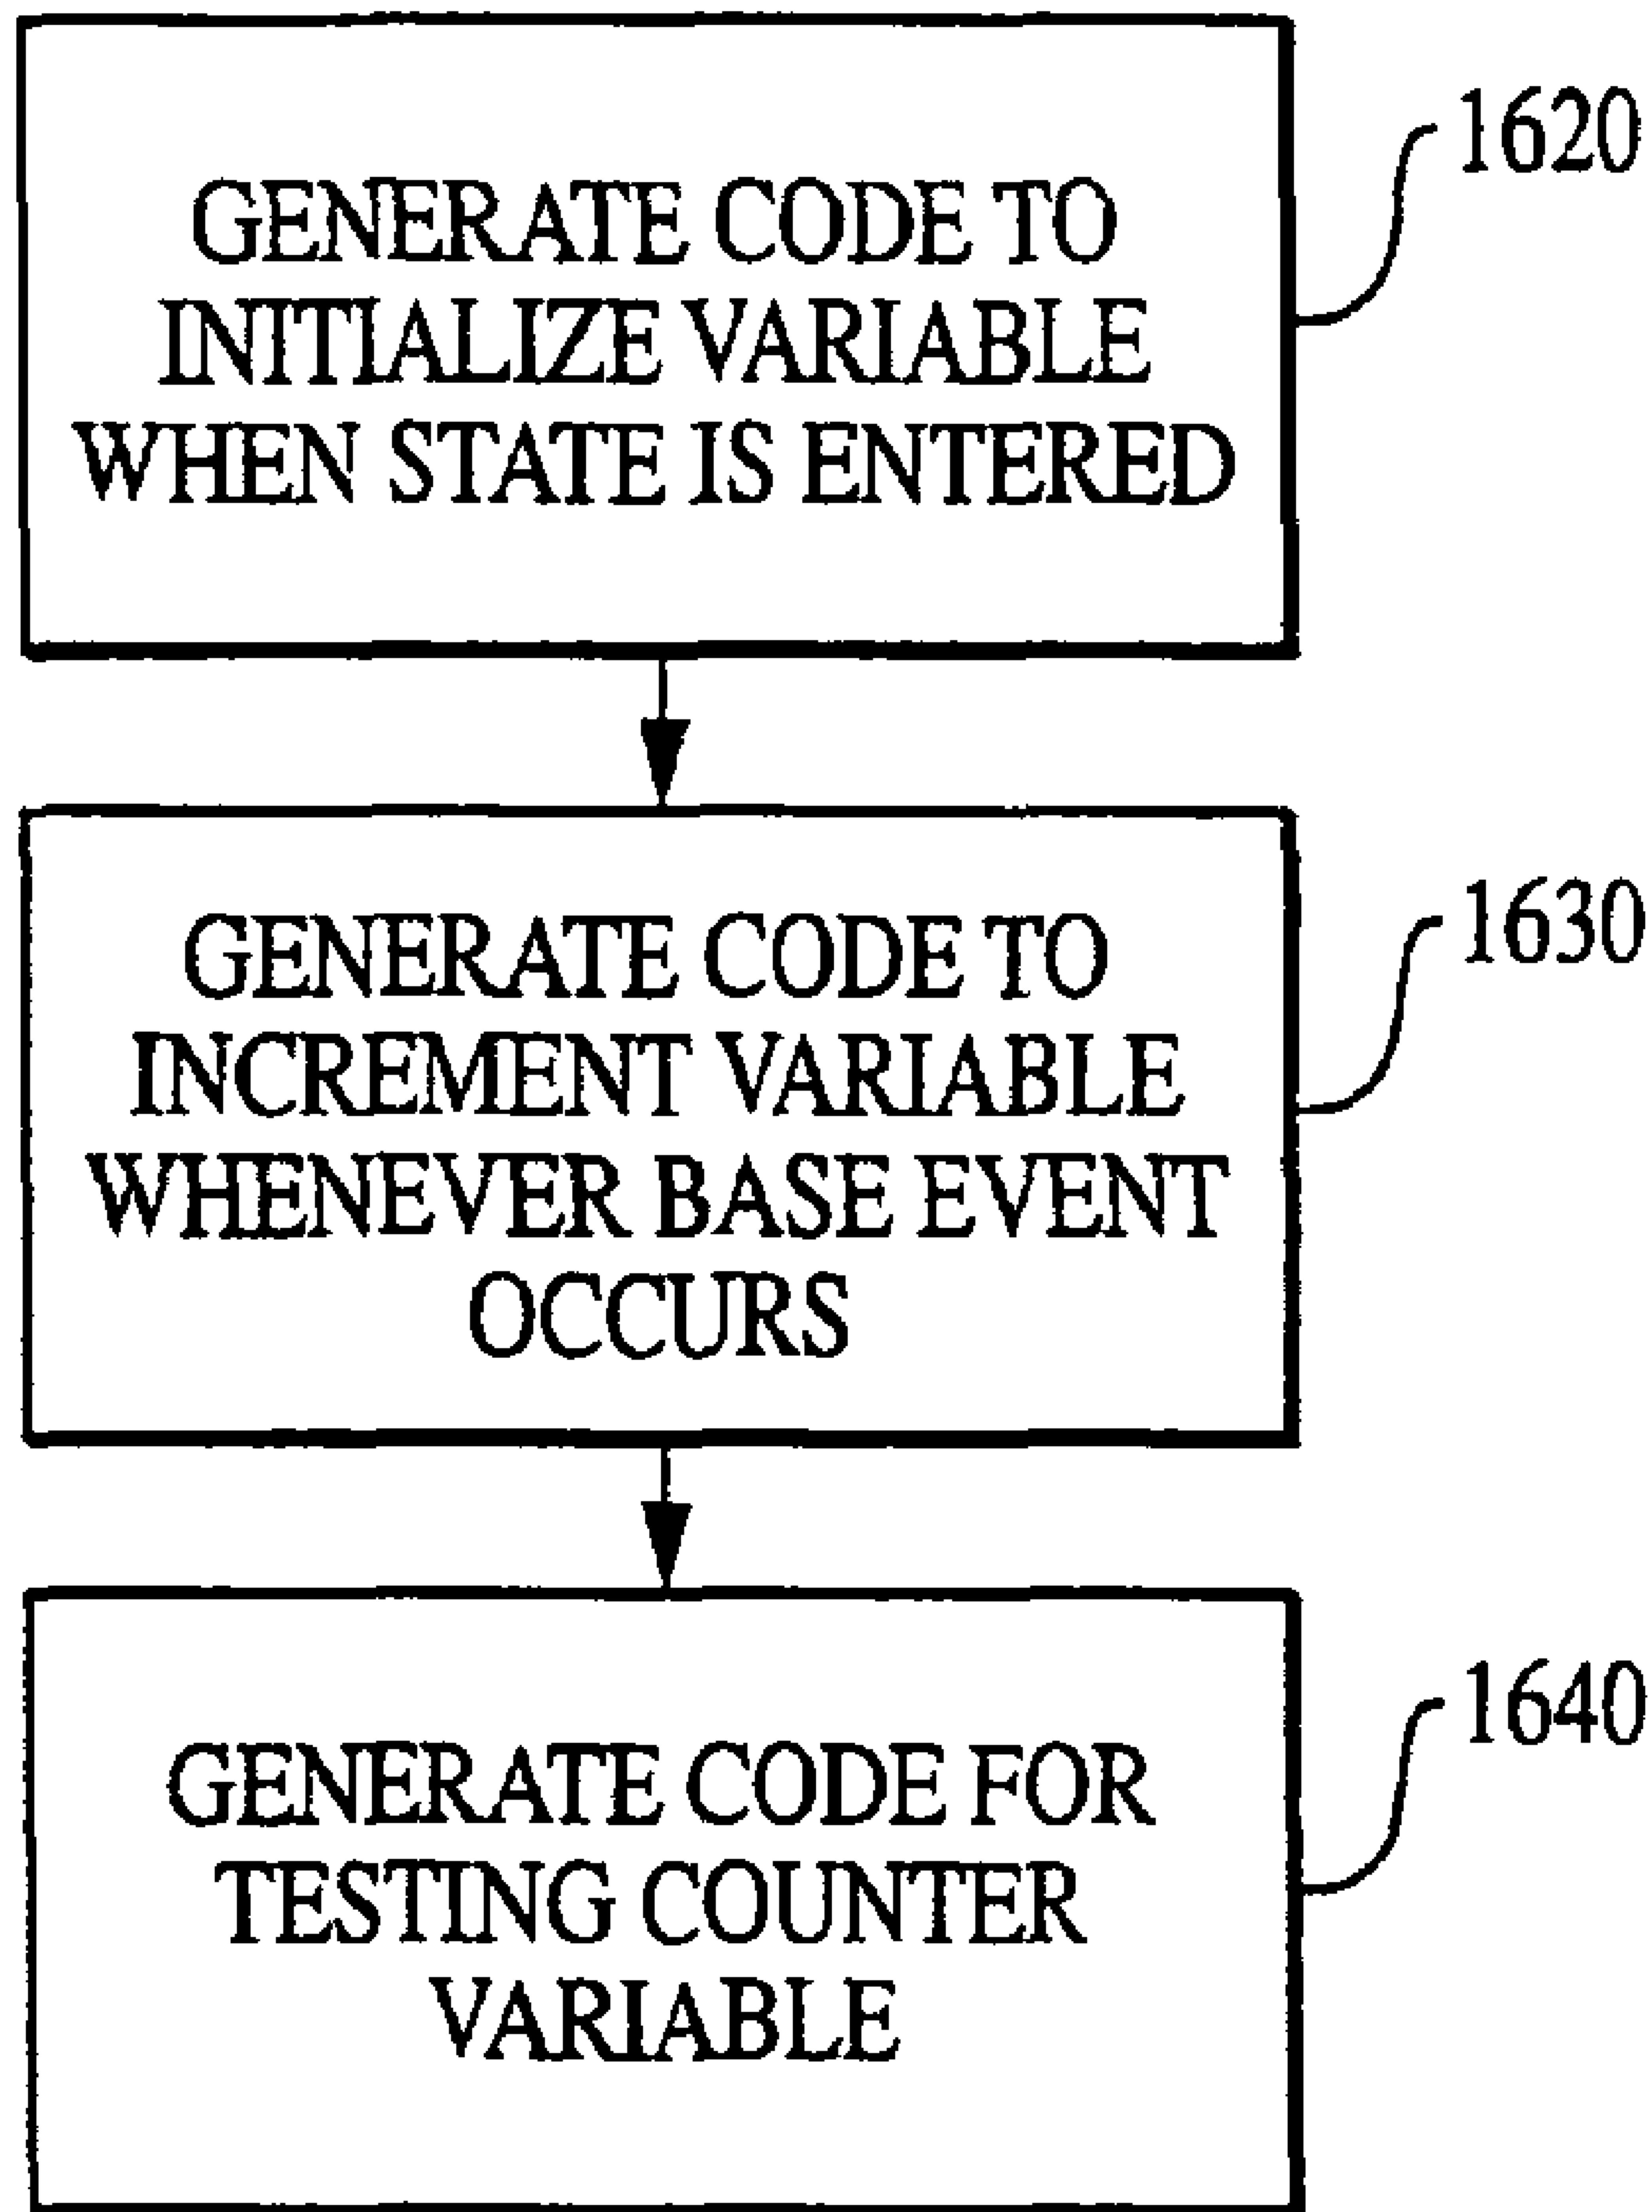 GENERATE CODE TO
INITIALIZE VARIABLE
WHEN STATE IS ENTERED
1620
GENERATE CODE TO
INCREMENT VARIABLE
WHENEVER BASE EVENT
OCCURS
1630
GENERATE CODE FOR
TESTING COUNTER
VARIABLE
1640